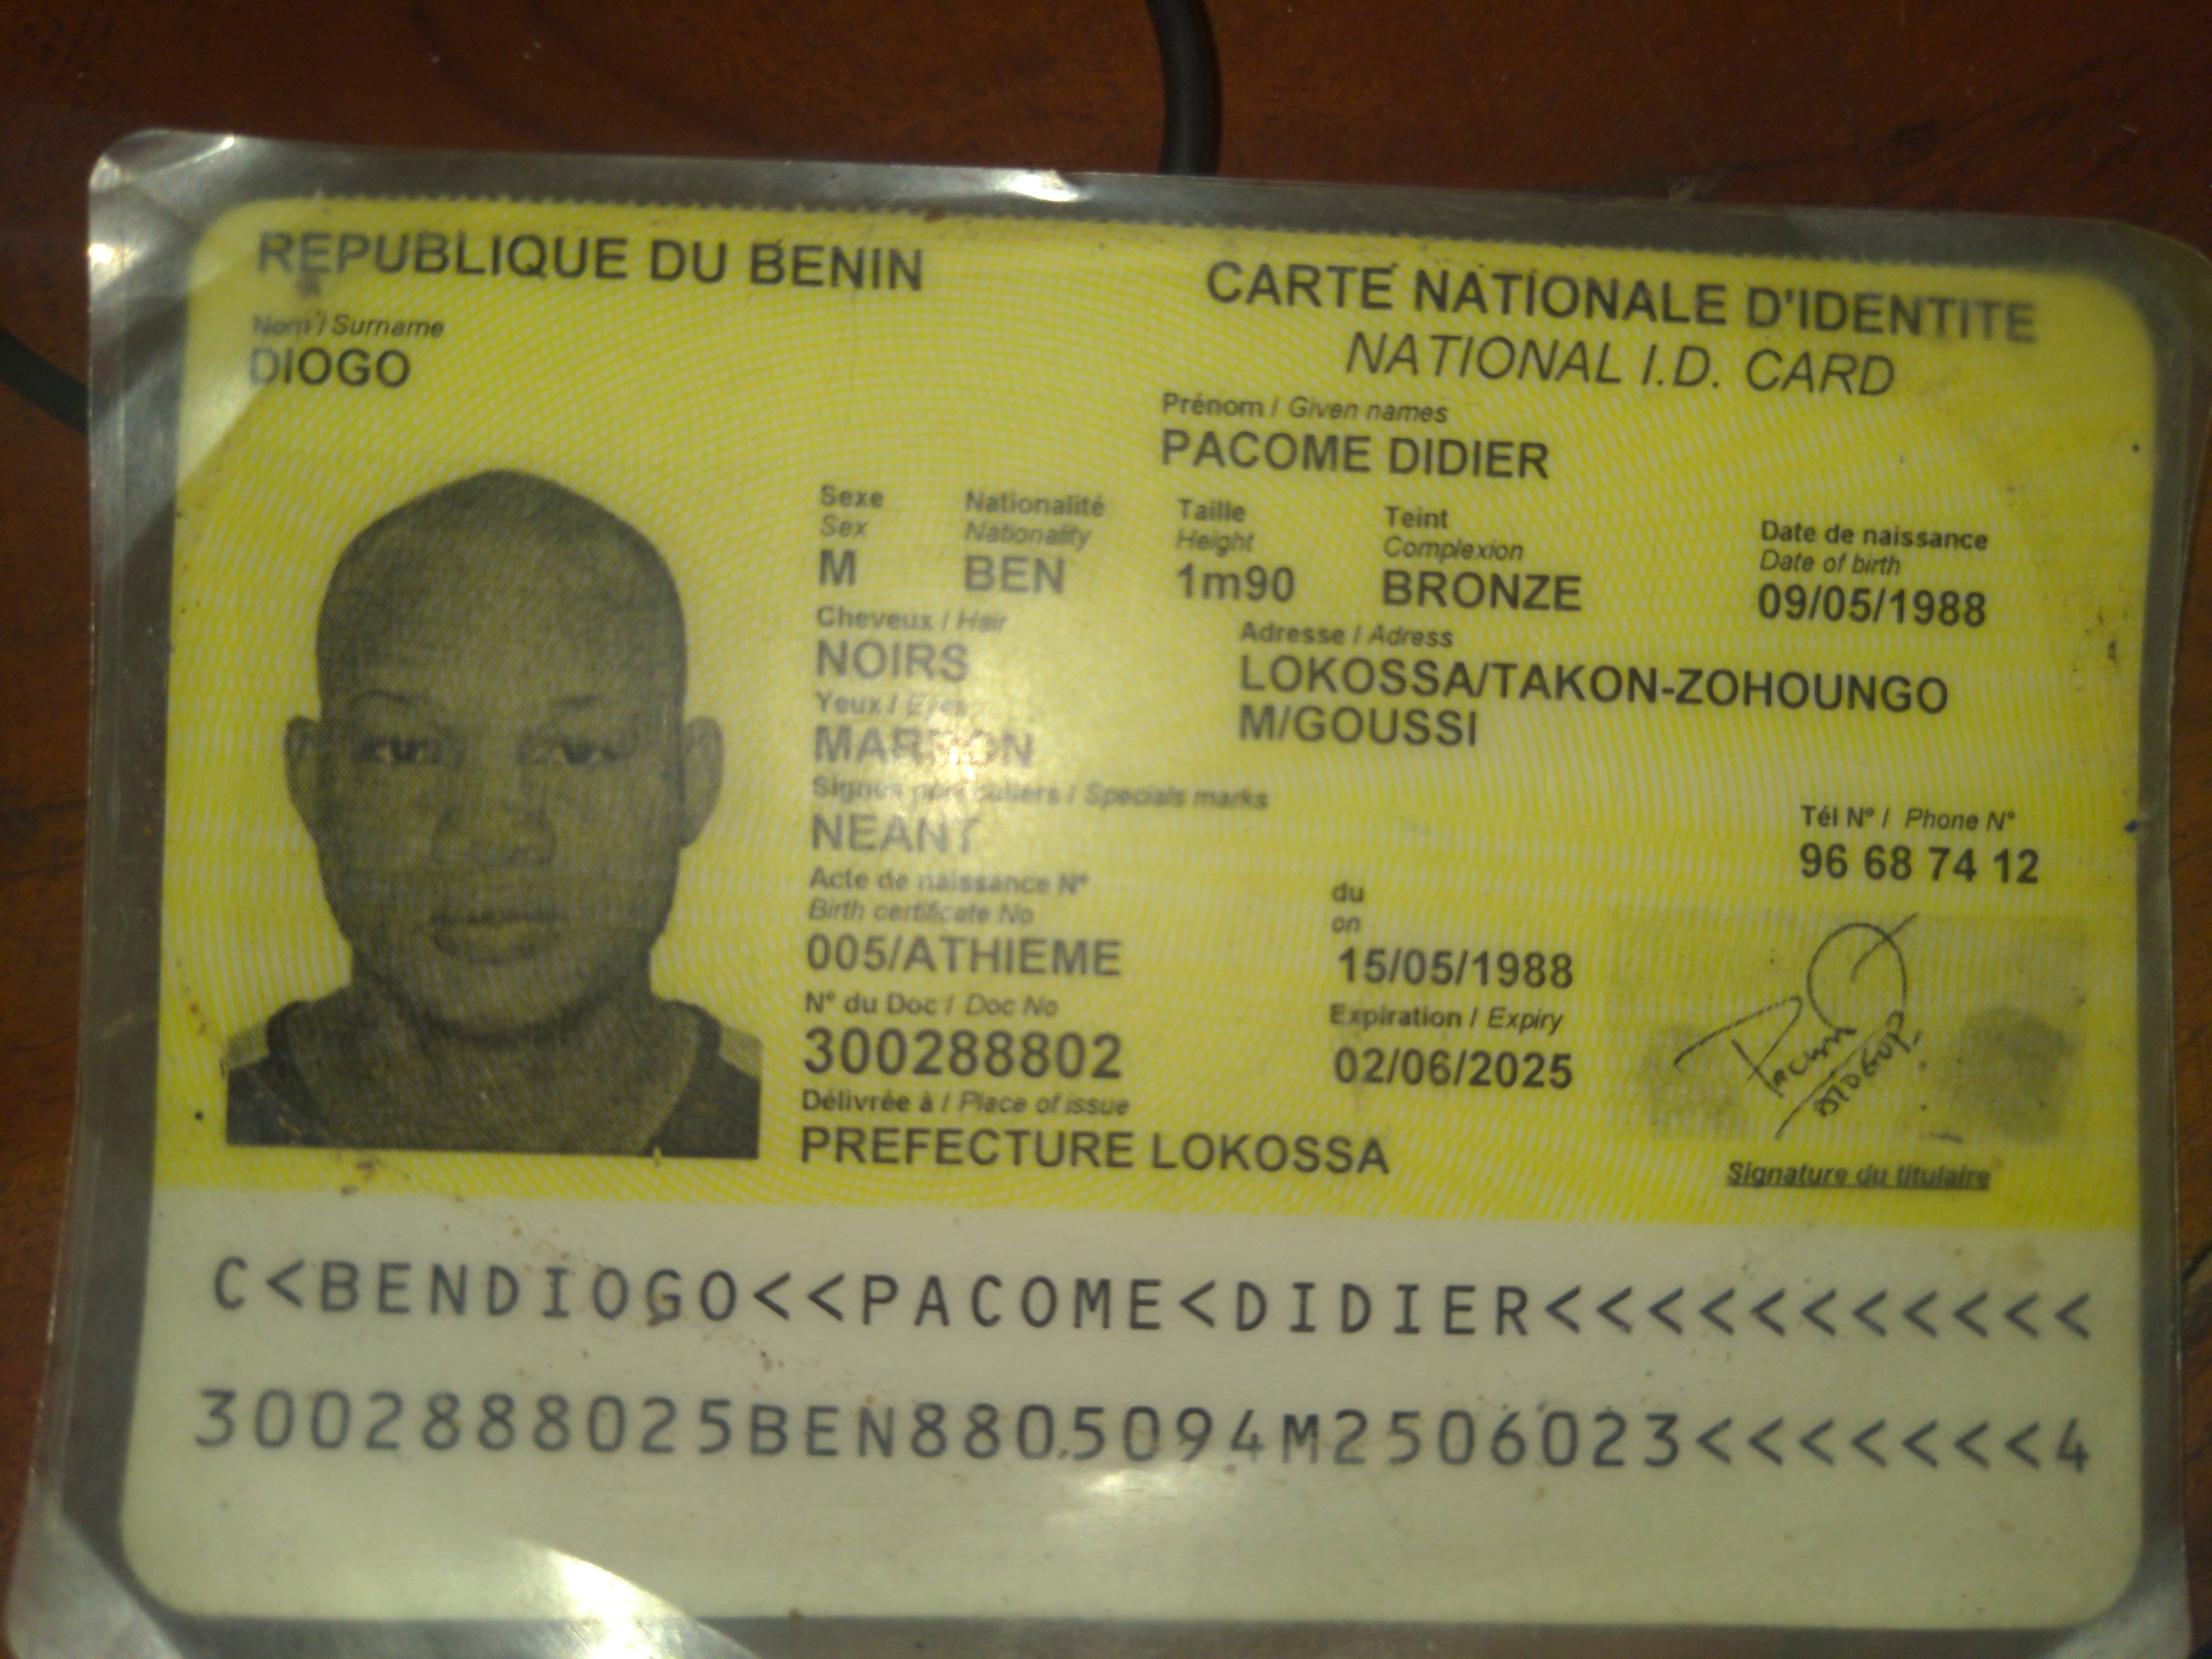 REPUBLIQUE DU BENIN
CARTE NATIONALE D'IDENTITE
NATIONAL I.D. CARD
Nom / Surname
DIOGO
Prénom / Given names
PACOME DIDIER
Sexe Nationalité Taille Teint Date de naissance
Sex Nationality Height Complexion Date of birth
M BEN 1m90 BRONZE 09/05/1988
Cheveux / Hair Adresse / Adress
NOIRS LOKOSSA/TAKON-ZOHOUNGO
M/GOUSSI
Yeux / Eyes
MARRON
Signes particuliers / Specials marks
NEANT
Tél N° / Phone N°
96 68 74 12
Acte de naissance N° du
Birth certificate No on
005/ATHIEME 15/05/1988
N° du Doc / Doc No Expiration / Expiry
300288802 02/06/2025
Délivrée à / Place of issue
PREFECTURE LOKOSSA
Signature du titulaire
C<BENDIOGO<<PACOME<DIDIER<<<<<<<<<<<
3002888025BEN8805094M2506023<<<<<<<4